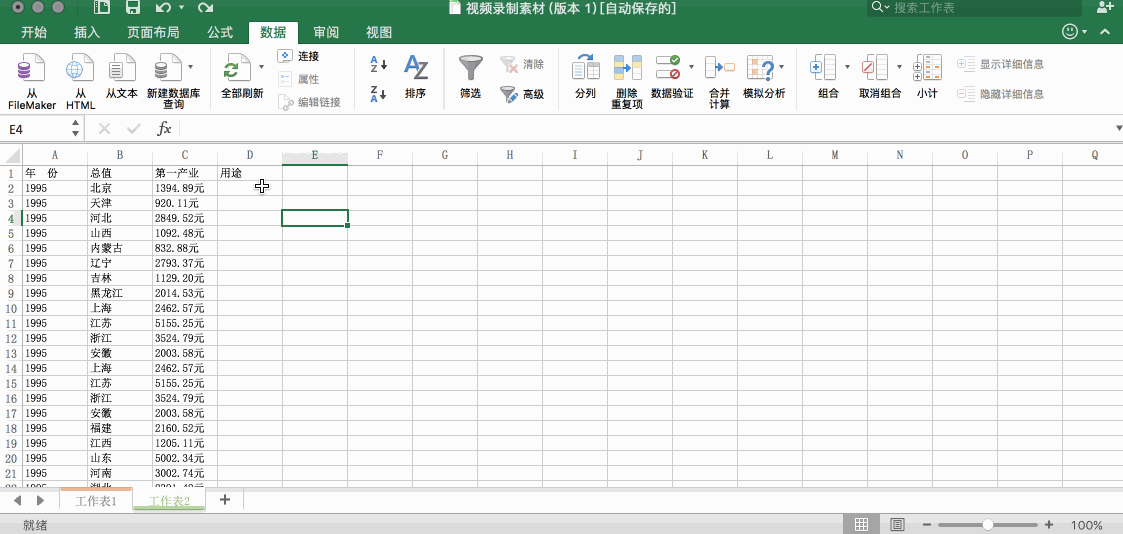 视频录制素材 (版本 1) [自动保存的]
搜索工作表
开始 插入 页面布局 公式 数据 审阅 视图
从 FileMaker
从 HTML
从文本
新建数据库查询
全部刷新
连接
属性
编辑链接
排序
筛选
清除
高级
分列
删除重复项
数据验证
合并计算
模拟分析
组合
取消组合
小计
显示详细信息
隐藏详细信息
E4
fx
A B C D E F G H I J K L M N O P Q
1 年 份 总值 第一产业 用途
2 1995 北京 1394.89元
3 1995 天津 920.11元
4 1995 河北 2849.52元
5 1995 山西 1092.48元
6 1995 内蒙古 832.88元
7 1995 辽宁 2793.37元
8 1995 吉林 1129.20元
9 1995 黑龙江 2014.53元
10 1995 上海 2462.57元
11 1995 江苏 5155.25元
12 1995 浙江 3524.79元
13 1995 安徽 2003.58元
14 1995 上海 2462.57元
15 1995 江苏 5155.25元
16 1995 浙江 3524.79元
17 1995 安徽 2003.58元
18 1995 福建 2160.52元
19 1995 江西 1205.11元
20 1995 山东 5002.34元
21 1995 河南 3002.74元
工作表1 工作表2 +
就绪
100%